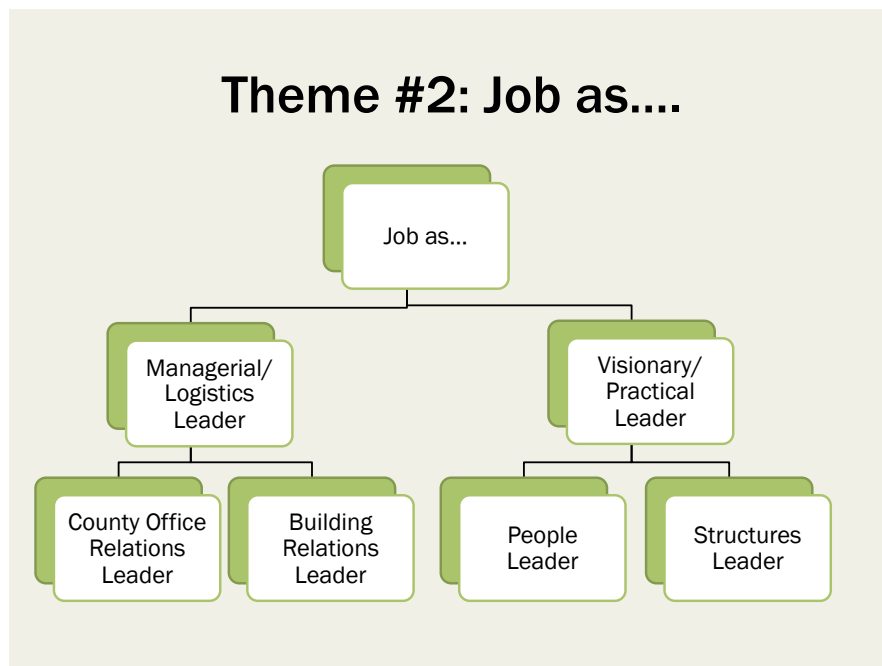 Theme #2: Job as....
Job as...
Managerial/
Logistics
Leader
Visionary/
Practical
Leader
County Office
Relations
Leader
Building
Relations
Leader
People
Leader
Structures
Leader